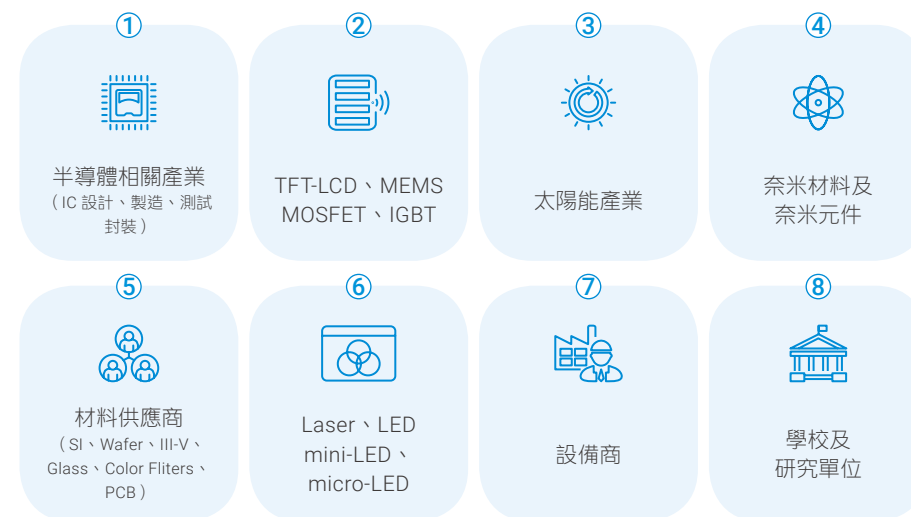 ①
半導體相關產業
（IC 設計、製造、測試
封裝）
②
TFT-LCD、MEMS
MOSFET、IGBT
③
太陽能產業
④
奈米材料及
奈米元件
⑤
材料供應商
（SI、Wafer、III-V、
Glass、Color Fliters、
PCB）
⑥
Laser、LED
mini-LED、
micro-LED
⑦
設備商
⑧
學校及
研究單位